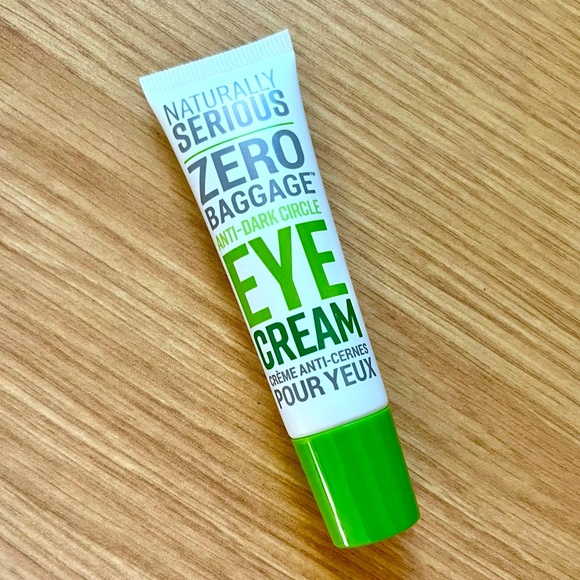 NATURALLY
SERIOUS
ZERO
BAGGAGE™
ANTI-DARK CIRCLE
EYE
CREAM
CRÈME ANTI-CERNES
POUR YEUX